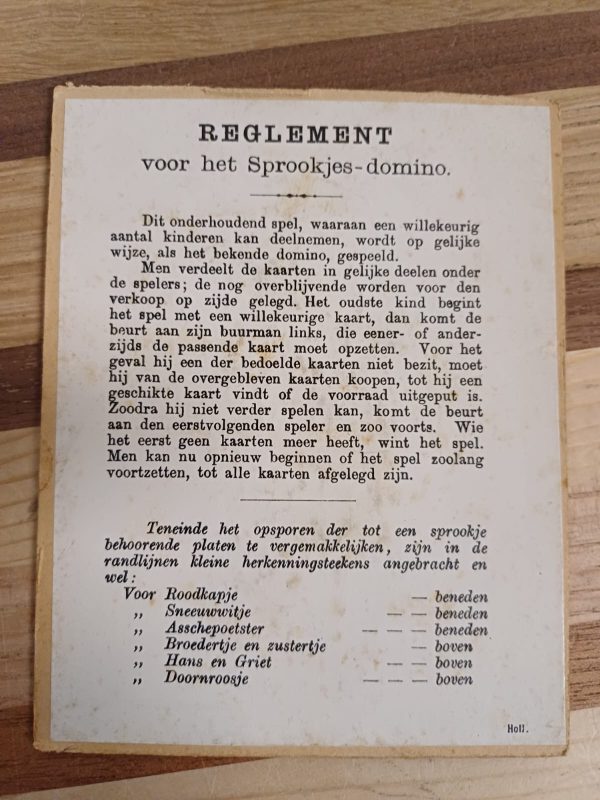 REGLEMENT
voor het Sprookjes-domino.
Dit onderhoudend spel, waaraan een willekeurig
aantal kinderen kan deelnemen, wordt op gelijke
wijze, als het bekende domino, gespeeld.
Men verdeelt de kaarten in gelijke deelen onder
de spelers; de nog overblijvende worden voor den
verkoop op zijde gelegd. Het oudste kind begint
het spel met een willekeurige kaart, dan komt de
beurt aan zijn buurman links, die eener- of ander-
zijds de passende kaart moet opzetten. Voor het
geval hij een der bedoelde kaarten niet bezit, moet
hij van de overgebleven kaarten koopen, tot hij een
geschikte kaart vindt of de voorraad uitgeput is.
Zoodra hij niet verder spelen kan, komt de beurt
aan den eerstvolgenden speler en zoo voorts. Wie
het eerst geen kaarten meer heeft, wint het spel.
Men kan nu opnieuw beginnen of het spel zoolang
voortzetten, tot alle kaarten afgelegd zijn.
Teneinde het opsporen der tot een sprookje
behoorende platen te vergemakkelijken, zijn in de
randlijnen kleine herkenningsteekens angebracht en
wel:
Voor Roodkapje — beneden
„ Sneeuwwitje — — beneden
„ Asschepoetster — — — beneden
„ Broedertje en zustertje — boven
„ Hans en Griet — — boven
„ Doornroosje — — — boven
Holl.